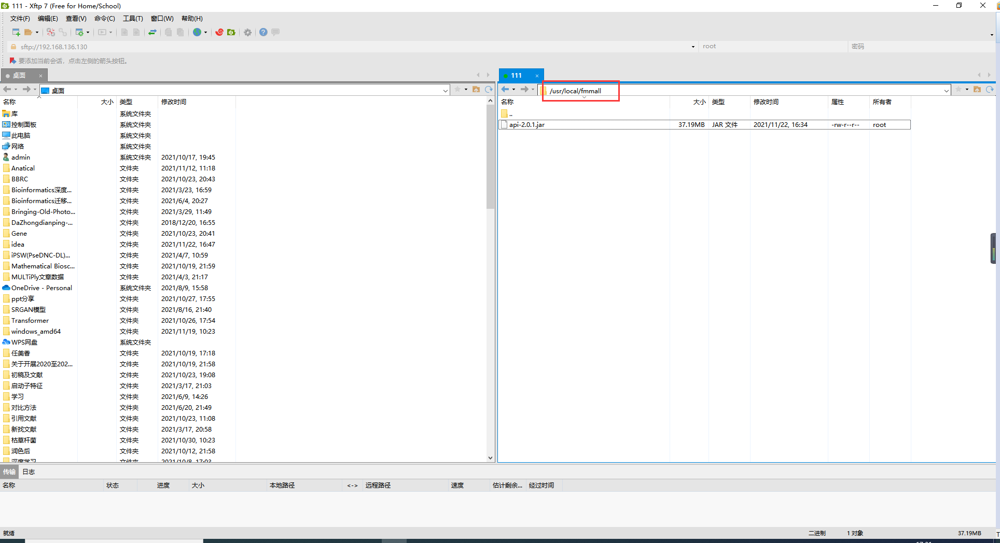 111 - Xftp 7 (Free for Home/School)
文件(F) 编辑(E) 查看(V) 命令(C) 工具(T) 窗口(W) 帮助(H)
sftp://192.168.136.130 root 密码
要添加当前会话，点击左侧的箭头按钮。
桌面 × 111 ×
桌面
名称 大小 类型 修改时间
库 系统文件夹
控制面板 系统文件夹
此电脑 系统文件夹
网络 系统文件夹
admin 系统文件夹 2021/10/17, 19:45
Anatical 文件夹 2021/11/12, 11:18
BBRC 文件夹 2021/10/23, 20:43
Bioinformatics深度... 文件夹 2021/3/23, 16:59
Bioinformatics迁移... 文件夹 2021/6/4, 20:27
Bringing-Old-Photo... 文件夹 2021/3/29, 11:49
DaZhongdianping-... 文件夹 2018/12/20, 16:55
Gene 文件夹 2021/10/23, 20:41
idea 文件夹 2021/11/22, 16:47
iPSW(PseDNC-DL)... 文件夹 2021/4/7, 10:59
Mathematical Biosc... 文件夹 2021/10/19, 21:59
MULTiPly文章数据 文件夹 2021/4/3, 21:17
OneDrive - Personal 系统文件夹 2021/8/9, 15:58
ppt分享 文件夹 2021/10/27, 17:55
SRGAN模型 文件夹 2021/8/16, 21:40
Transformer 文件夹 2021/10/26, 17:54
windows_amd64 文件夹 2021/11/19, 10:23
WPS网盘 系统文件夹
任美香 文件夹 2021/10/19, 17:18
关于开展2020至202... 文件夹 2021/10/19, 21:58
初稿及文献 文件夹 2021/10/23, 19:08
启动子特征 文件夹 2021/3/17, 21:03
学习 文件夹 2021/6/9, 14:26
对比方法 文件夹 2021/6/20, 21:49
引用文献 文件夹 2021/10/23, 11:08
新找文献 文件夹 2021/3/17, 20:58
枯草杆菌 文件夹 2021/10/30, 10:23
润色后 文件夹 2021/10/12, 21:58
深度学习 文件夹 2021/10/8, 17:03
/usr/local/fmmall
名称 大小 类型 修改时间 属性 所有者
..
api-2.0.1.jar 37.19MB JAR 文件 2021/11/22, 16:34 -rw-r--r-- root
传输 日志
名称 状态 进度 大小 本地路径 <-> 远程路径 速度 估计剩余... 经过时间
就绪 二进制 1 对象 37.19MB